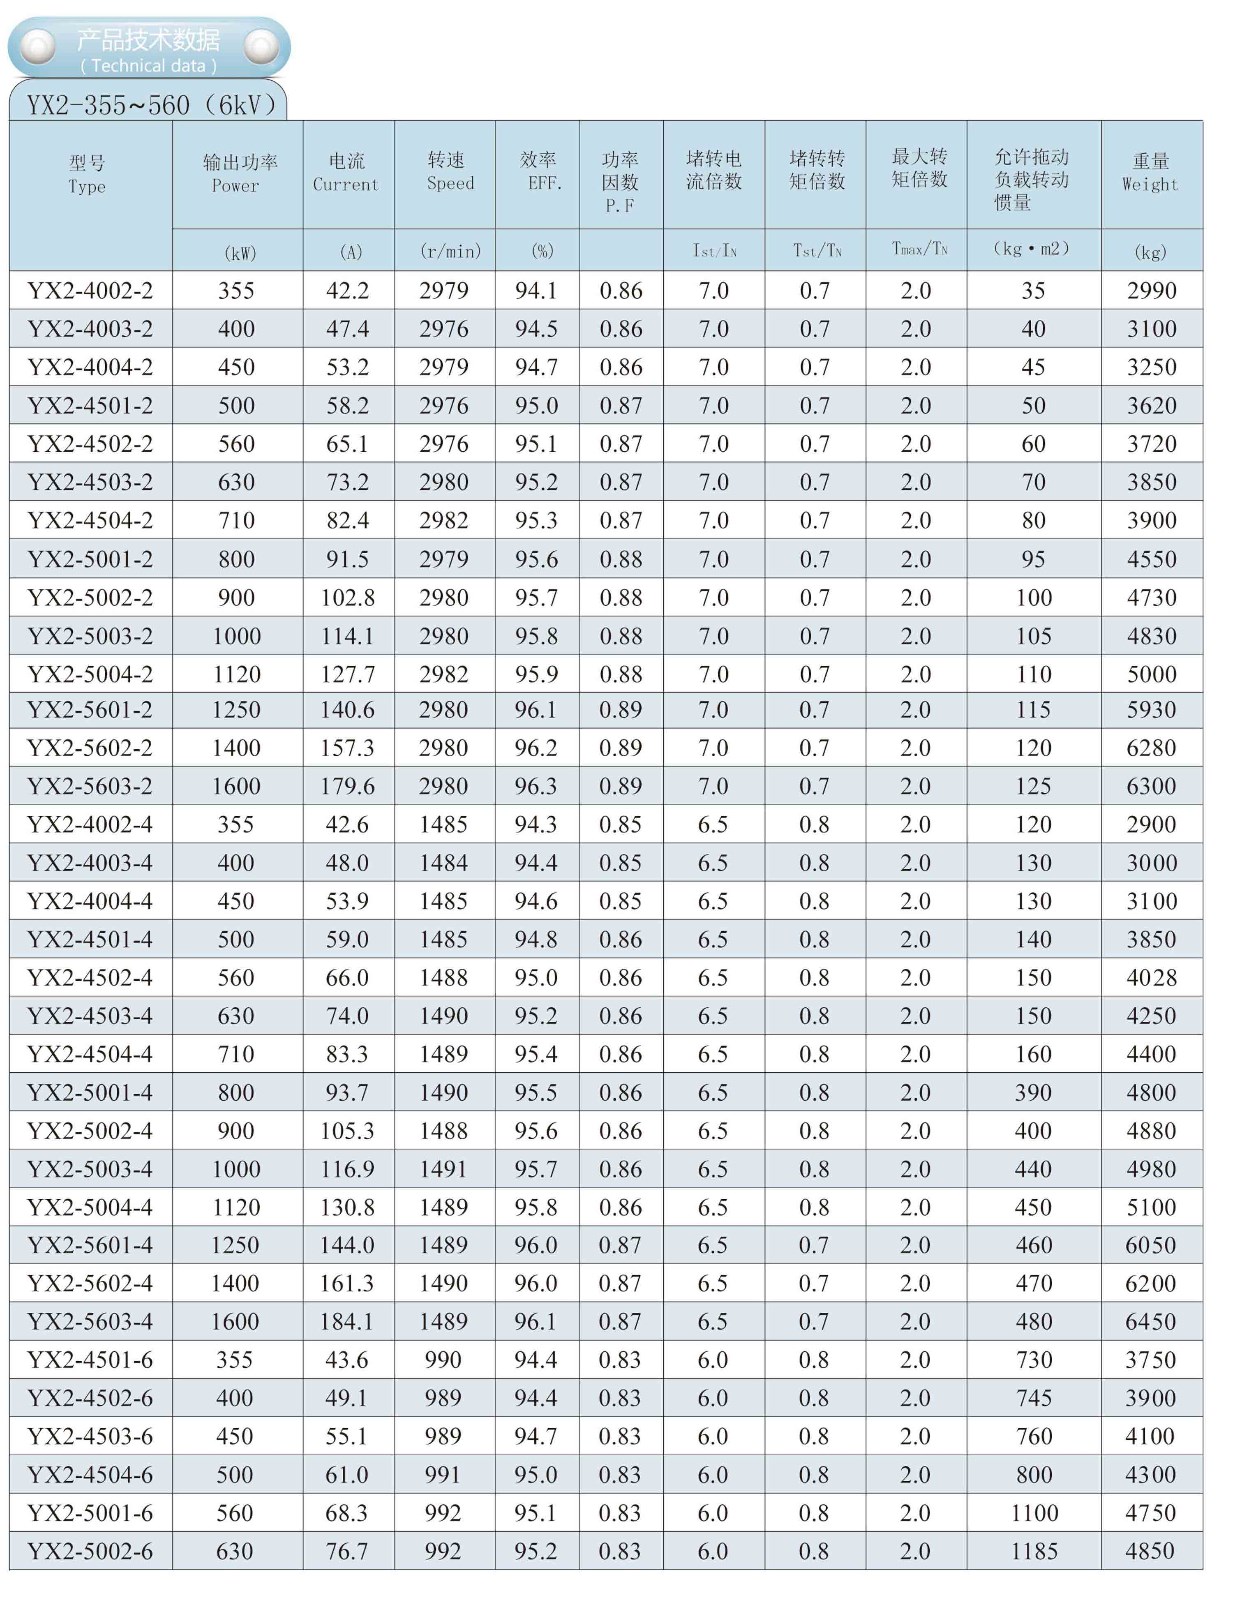 产品技术数据
(Technical data)
YX2-355~560（6kV）
型号 输出功率 电流 转速 效率 功率 堵转电 堵转转 最大转 允许拖动 重量
Type Power Current Speed EFF. 因数 流倍数 矩倍数 矩倍数 负载转动 Weight
P.F 惯量
(kW) (A) (r/min) (%) Ist/IN Tst/TN Tmax/TN (kg·m2) (kg)
YX2-4002-2 355 42.2 2979 94.1 0.86 7.0 0.7 2.0 35 2990
YX2-4003-2 400 47.4 2976 94.5 0.86 7.0 0.7 2.0 40 3100
YX2-4004-2 450 53.2 2979 94.7 0.86 7.0 0.7 2.0 45 3250
YX2-4501-2 500 58.2 2976 95.0 0.87 7.0 0.7 2.0 50 3620
YX2-4502-2 560 65.1 2976 95.1 0.87 7.0 0.7 2.0 60 3720
YX2-4503-2 630 73.2 2980 95.2 0.87 7.0 0.7 2.0 70 3850
YX2-4504-2 710 82.4 2982 95.3 0.87 7.0 0.7 2.0 80 3900
YX2-5001-2 800 91.5 2979 95.6 0.88 7.0 0.7 2.0 95 4550
YX2-5002-2 900 102.8 2980 95.7 0.88 7.0 0.7 2.0 100 4730
YX2-5003-2 1000 114.1 2980 95.8 0.88 7.0 0.7 2.0 105 4830
YX2-5004-2 1120 127.7 2982 95.9 0.88 7.0 0.7 2.0 110 5000
YX2-5601-2 1250 140.6 2980 96.1 0.89 7.0 0.7 2.0 115 5930
YX2-5602-2 1400 157.3 2980 96.2 0.89 7.0 0.7 2.0 120 6280
YX2-5603-2 1600 179.6 2980 96.3 0.89 7.0 0.7 2.0 125 6300
YX2-4002-4 355 42.6 1485 94.3 0.85 6.5 0.8 2.0 120 2900
YX2-4003-4 400 48.0 1484 94.4 0.85 6.5 0.8 2.0 130 3000
YX2-4004-4 450 53.9 1485 94.6 0.85 6.5 0.8 2.0 130 3100
YX2-4501-4 500 59.0 1485 94.8 0.86 6.5 0.8 2.0 140 3850
YX2-4502-4 560 66.0 1488 95.0 0.86 6.5 0.8 2.0 150 4028
YX2-4503-4 630 74.0 1490 95.2 0.86 6.5 0.8 2.0 150 4250
YX2-4504-4 710 83.3 1489 95.4 0.86 6.5 0.8 2.0 160 4400
YX2-5001-4 800 93.7 1490 95.5 0.86 6.5 0.8 2.0 390 4800
YX2-5002-4 900 105.3 1488 95.6 0.86 6.5 0.8 2.0 400 4880
YX2-5003-4 1000 116.9 1491 95.7 0.86 6.5 0.8 2.0 440 4980
YX2-5004-4 1120 130.8 1489 95.8 0.86 6.5 0.8 2.0 450 5100
YX2-5601-4 1250 144.0 1489 96.0 0.87 6.5 0.7 2.0 460 6050
YX2-5602-4 1400 161.3 1490 96.0 0.87 6.5 0.7 2.0 470 6200
YX2-5603-4 1600 184.1 1489 96.1 0.87 6.5 0.7 2.0 480 6450
YX2-4501-6 355 43.6 990 94.4 0.83 6.0 0.8 2.0 730 3750
YX2-4502-6 400 49.1 989 94.4 0.83 6.0 0.8 2.0 745 3900
YX2-4503-6 450 55.1 989 94.7 0.83 6.0 0.8 2.0 760 4100
YX2-4504-6 500 61.0 991 95.0 0.83 6.0 0.8 2.0 800 4300
YX2-5001-6 560 68.3 992 95.1 0.83 6.0 0.8 2.0 1100 4750
YX2-5002-6 630 76.7 992 95.2 0.83 6.0 0.8 2.0 1185 4850